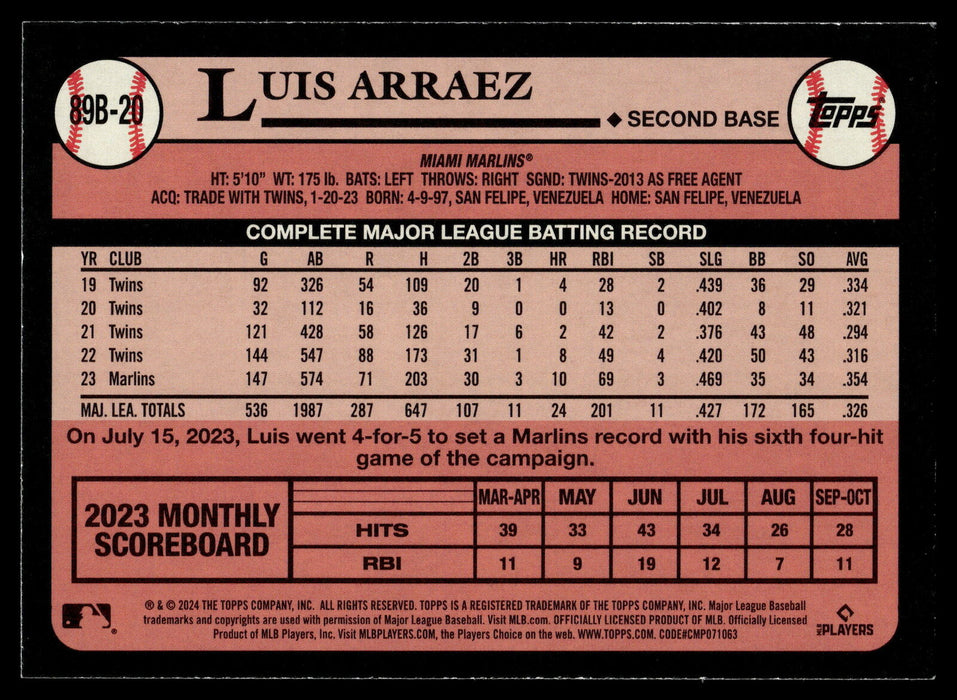 89B-20
LUIS ARRAEZ
◆ SECOND BASE
TOPPS
MIAMI MARLINS®
HT: 5'10" WT: 175 lb. BATS: LEFT THROWS: RIGHT SGND: TWINS-2013 AS FREE AGENT
ACQ: TRADE WITH TWINS, 1-20-23 BORN: 4-9-97, SAN FELIPE, VENEZUELA HOME: SAN FELIPE, VENEZUELA
COMPLETE MAJOR LEAGUE BATTING RECORD
YR CLUB G AB R H 2B 3B HR RBI SB SLG BB SO AVG
19 Twins 92 326 54 109 20 1 4 28 2 .439 36 29 .334
20 Twins 32 112 16 36 9 0 0 13 0 .402 8 11 .321
21 Twins 121 428 58 126 17 6 2 42 2 .376 43 48 .294
22 Twins 144 547 88 173 31 1 8 49 4 .420 50 43 .316
23 Marlins 147 574 71 203 30 3 10 69 3 .469 35 34 .354
MAJ. LEA. TOTALS 536 1987 287 647 107 11 24 201 11 .427 172 165 .326
On July 15, 2023, Luis went 4-for-5 to set a Marlins record with his sixth four-hit
game of the campaign.
2023 MONTHLY
SCOREBOARD
MAR-APR MAY JUN JUL AUG SEP-OCT
HITS 39 33 43 34 26 28
RBI 11 9 19 12 7 11
® & © 2024 THE TOPPS COMPANY, INC. ALL RIGHTS RESERVED. TOPPS IS A REGISTERED TRADEMARK OF THE TOPPS COMPANY, INC. Major League Baseball
trademarks and copyrights are used with permission of Major League Baseball. Visit MLB.com. OFFICIALLY LICENSED PRODUCT OF MLB. Officially Licensed
Product of MLB Players, Inc. Visit MLBPLAYERS.COM, the Players Choice on the web. WWW.TOPPS.COM. CODE#CMP071063
MLB PLAYERS